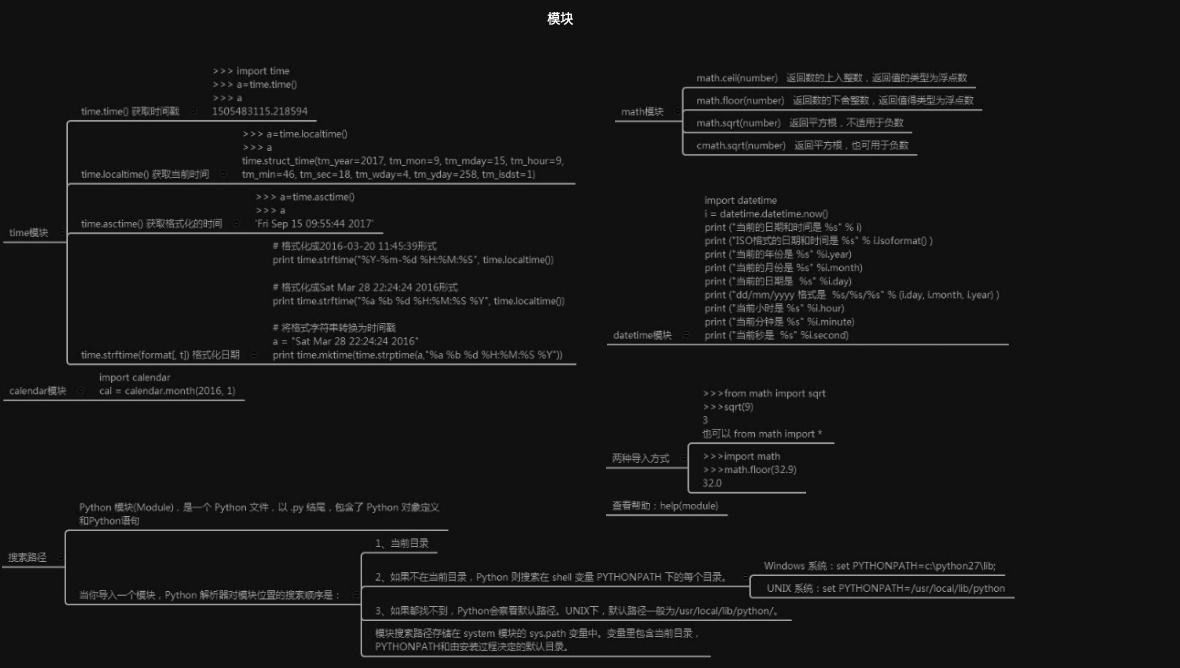 模块
>>> import time
>>> a=time.time()
>>> a
1505483115.218594
time.time() 获取时间戳
>>> a=time.localtime()
>>> a
time.struct_time(tm_year=2017, tm_mon=9, tm_mday=15, tm_hour=9,
tm_min=46, tm_sec=18, tm_wday=4, tm_yday=258, tm_isdst=1)
time.localtime() 获取当前时间
>>> a=time.asctime()
>>> a
'Fri Sep 15 09:55:44 2017'
time.asctime() 获取格式化的时间
time模块
# 格式化成2016-03-20 11:45:39形式
print time.strftime("%Y-%m-%d %H:%M:%S", time.localtime())
# 格式化成Sat Mar 28 22:24:24 2016形式
print time.strftime("%a %b %d %H:%M:%S %Y", time.localtime())
# 将格式字符串转换为时间戳
a = "Sat Mar 28 22:24:24 2016"
print time.mktime(time.strptime(a,"%a %b %d %H:%M:%S %Y"))
time.strftime(format[, t]) 格式化日期
import calendar
cal = calendar.month(2016, 1)
calendar模块
math模块
math.ceil(number) 返回数的上入整数，返回值的类型为浮点数
math.floor(number) 返回数的下舍整数，返回值得类型为浮点数
math.sqrt(number) 返回平方根，不适用于负数
cmath.sqrt(number) 返回平方根，也可用于负数
import datetime
i = datetime.datetime.now()
print ("当前的日期和时间是 %s" % i)
print ("ISO格式的日期和时间是 %s" % i.isoformat() )
print ("当前的年份是 %s" %i.year)
print ("当前的月份是 %s" %i.month)
print ("当前的日期是  %s" %i.day)
print ("dd/mm/yyyy 格式是  %s/%s/%s" % (i.day, i.month, i.year) )
print ("当前小时是 %s" %i.hour)
print ("当前分钟是 %s" %i.minute)
print ("当前秒是  %s" %i.second)
datetime模块
>>>from math import sqrt
>>>sqrt(9)
3
也可以 from math import *
两种导入方式
>>>import math
>>>math.floor(32.9)
32.0
查看帮助：help(module)
搜索路径
Python 模块(Module)，是一个 Python 文件，以 .py 结尾，包含了 Python 对象定义
和Python语句
当你导入一个模块，Python 解析器对模块位置的搜索顺序是：
1、当前目录
2、如果不在当前目录，Python 则搜索在 shell 变量 PYTHONPATH 下的每个目录。
Windows 系统：set PYTHONPATH=c:\python27\lib;
UNIX 系统：set PYTHONPATH=/usr/local/lib/python
3、如果都找不到，Python会察看默认路径。UNIX下，默认路径一般为/usr/local/lib/python/。
模块搜索路径存储在 system 模块的 sys.path 变量中。变量里包含当前目录，
PYTHONPATH和由安装过程决定的默认目录。